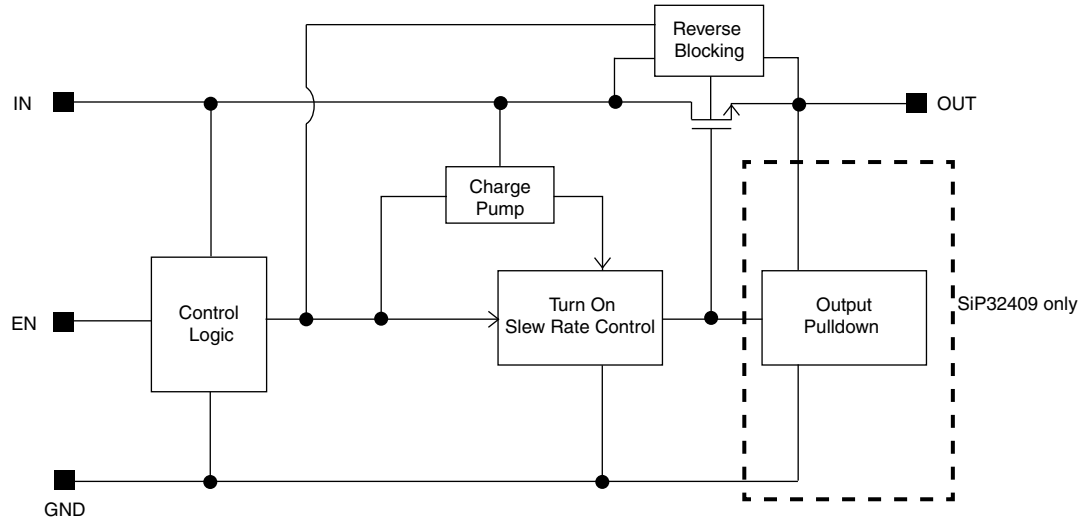 Reverse
Blocking
IN
OUT
Charge
Pump
Control
Logic
EN
Turn On
Slew Rate Control
Output
Pulldown
SiP32409 only
GND